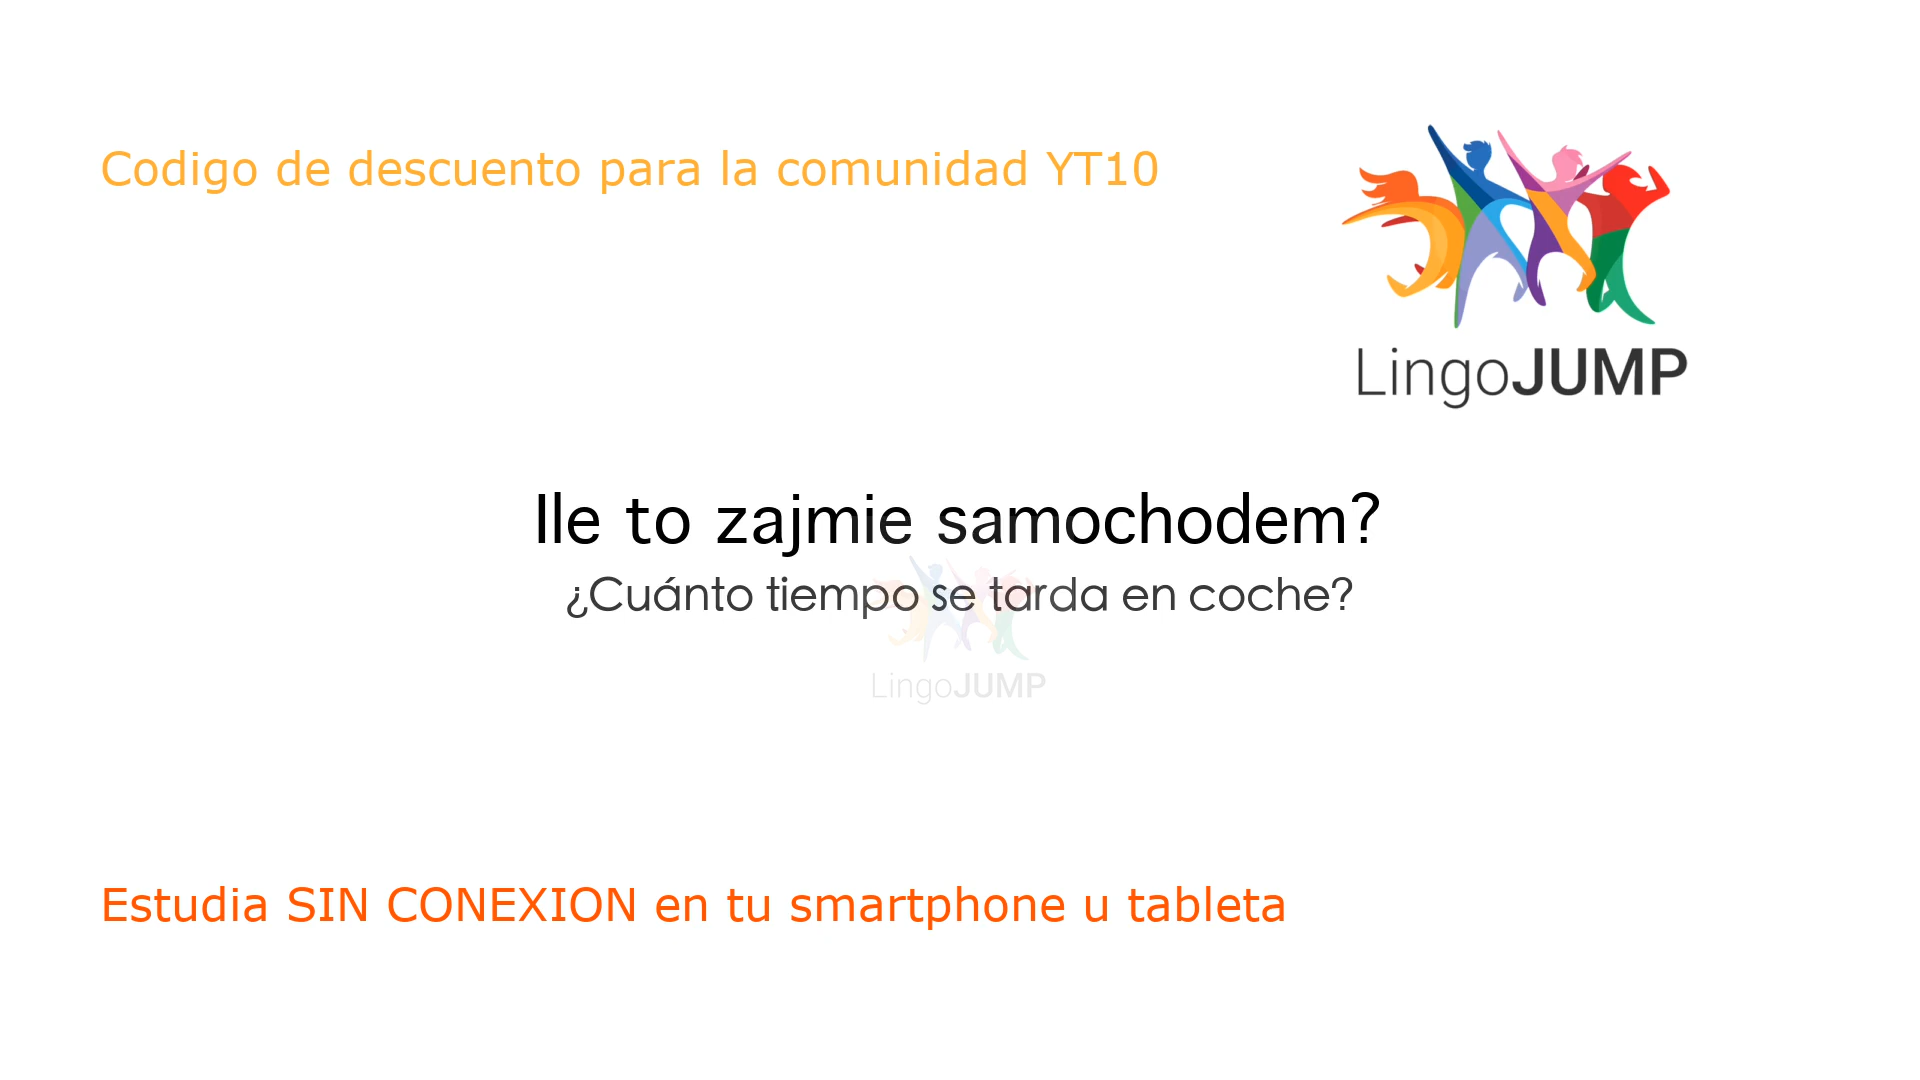 Codigo de descuento para la comunidad YT10
LingoJUMP
Ile to zajmie samochodem?
¿Cuánto tiempo se tarda en coche?
LingoJUMP
Estudia SIN CONEXION en tu smartphone u tableta